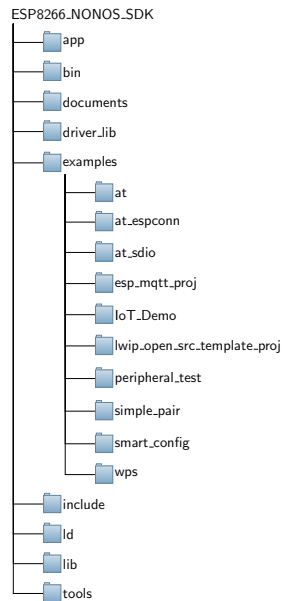 ESP8266_NONOS_SDK
app
bin
documents
driver_lib
examples
at
at_espconn
at_sdio
esp_mqtt_proj
IoT_Demo
lwip_open_src_template_proj
peripheral_test
simple_pair
smart_config
wps
include
ld
lib
tools